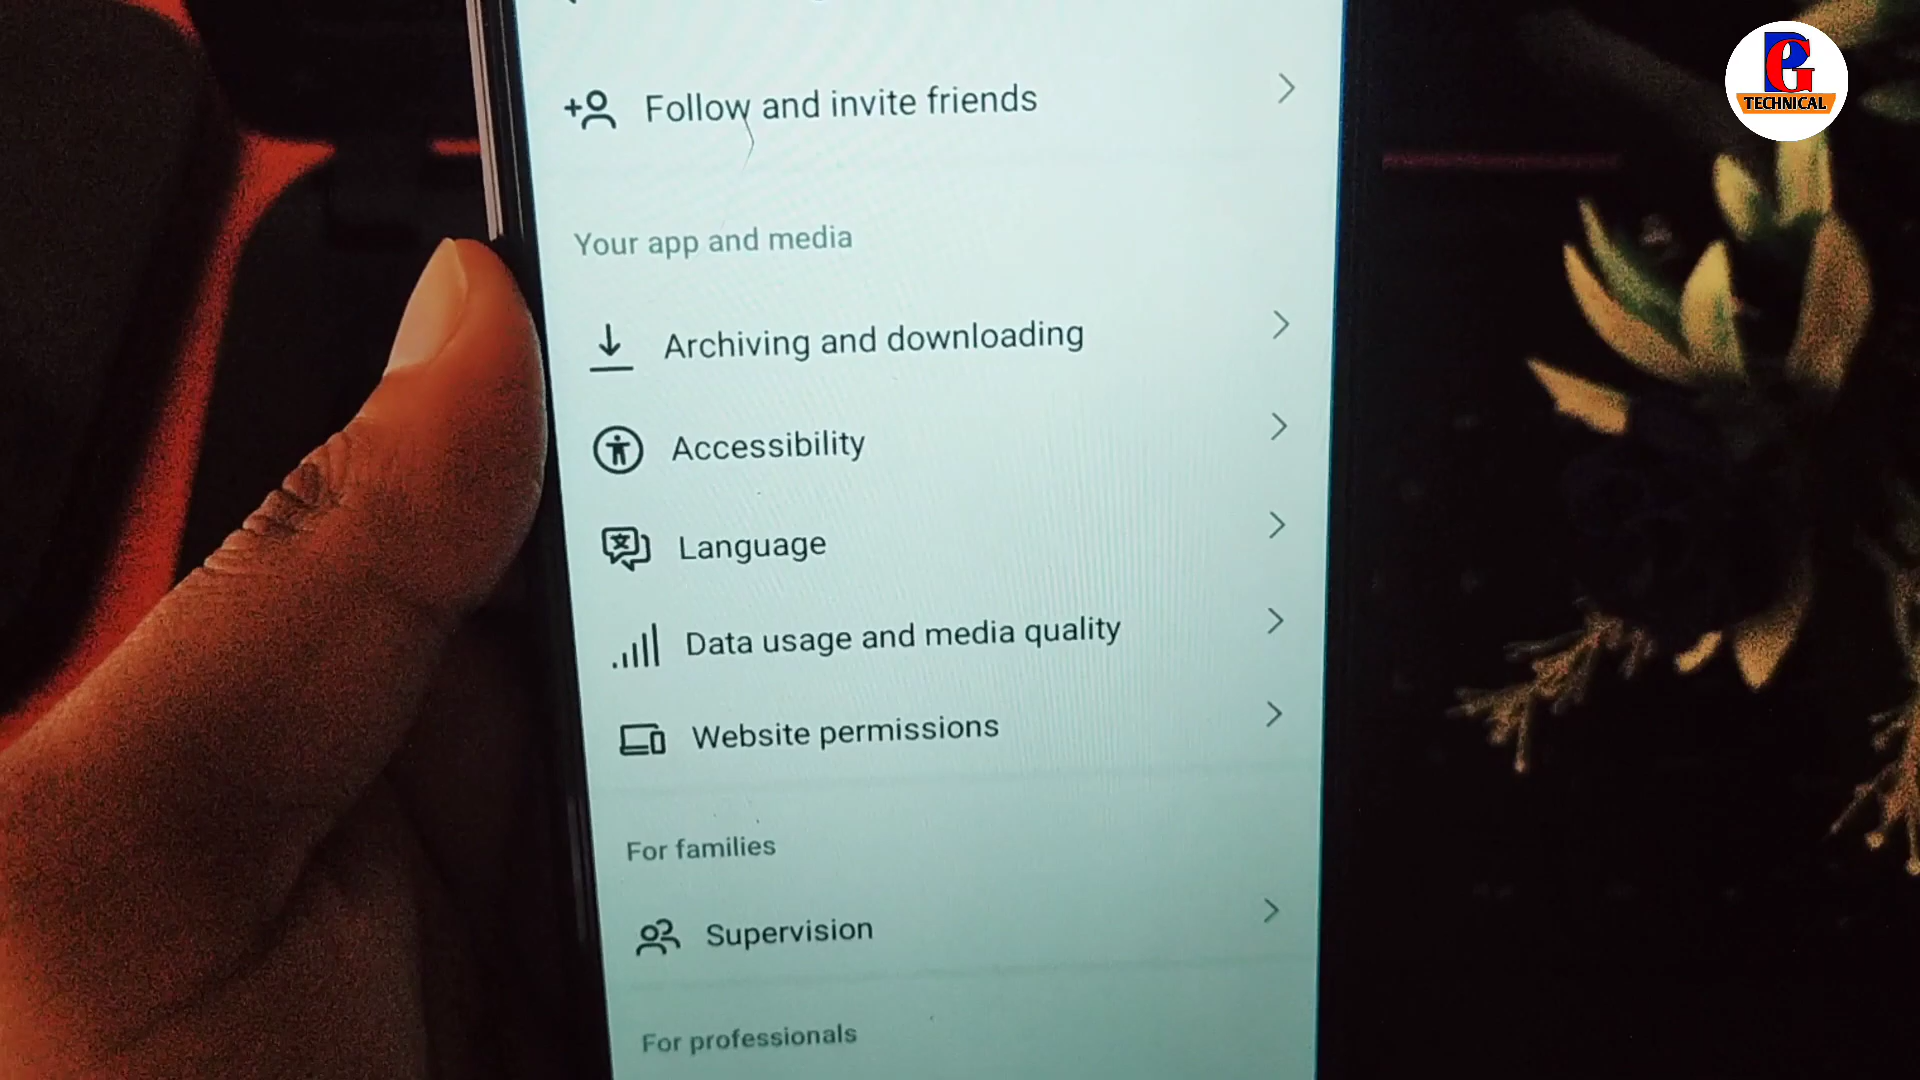 PG
TECHNICAL
Follow and invite friends
Your app and media
Archiving and downloading
Accessibility
Language
Data usage and media quality
Website permissions
For families
Supervision
For professionals